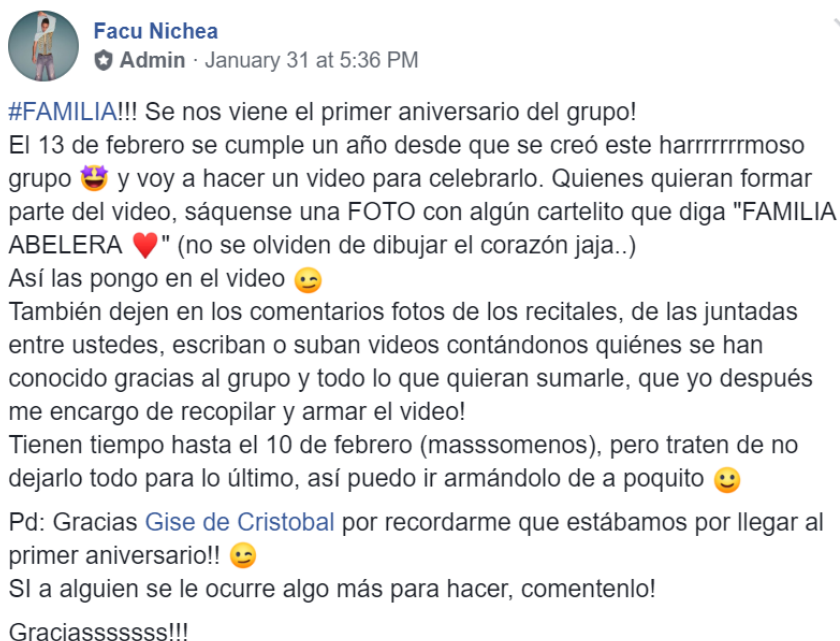 Facu Nichea
Admin · January 31 at 5:36 PM
#FAMILIA!!! Se nos viene el primer aniversario del grupo!
El 13 de febrero se cumple un año desde que se creó este harrrrrrrmoso
grupo 🤩 y voy a hacer un video para celebrarlo. Quienes quieran formar
parte del video, sáquense una FOTO con algún cartelito que diga "FAMILIA
ABELERA ❤️" (no se olviden de dibujar el corazón jaja..)
Así las pongo en el video 😉
También dejen en los comentarios fotos de los recitales, de las juntadas
entre ustedes, escriban o suban videos contándonos quiénes se han
conocido gracias al grupo y todo lo que quieran sumarle, que yo después
me encargo de recopilar y armar el video!
Tienen tiempo hasta el 10 de febrero (masssomenos), pero traten de no
dejarlo todo para lo último, así puedo ir armándolo de a poquito 🙂
Pd: Gracias Gise de Cristobal por recordarme que estábamos por llegar al
primer aniversario!! 😉
SI a alguien se le ocurre algo más para hacer, comentenlo!
Graciasssssss!!!